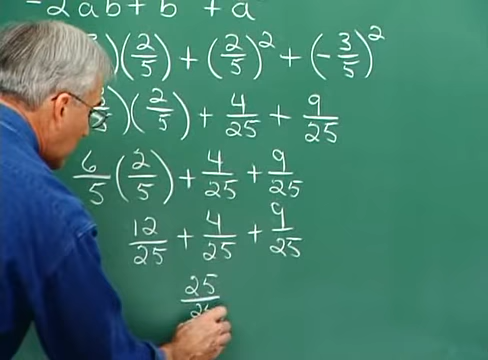 -2ab + b + a
)(2/5) + (2/5)² + (-3/5)²
)(2/5) + 4/25 + 9/25
6/5 (2/5) + 4/25 + 9/25
12/25 + 4/25 + 9/25
25/2